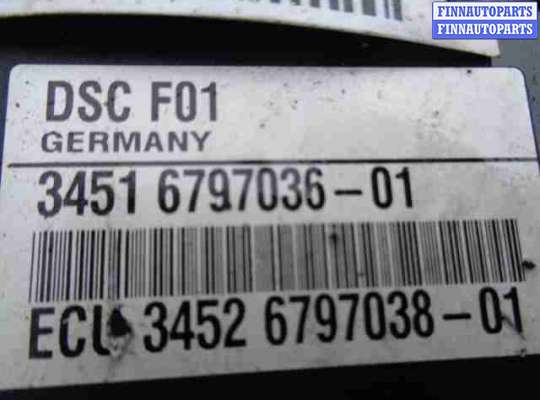 FINNAUTOPARTS
FINNAUTOPARTS
DSC F01
GERMANY
3451 6797036-01
ECU 3452 6797038-01